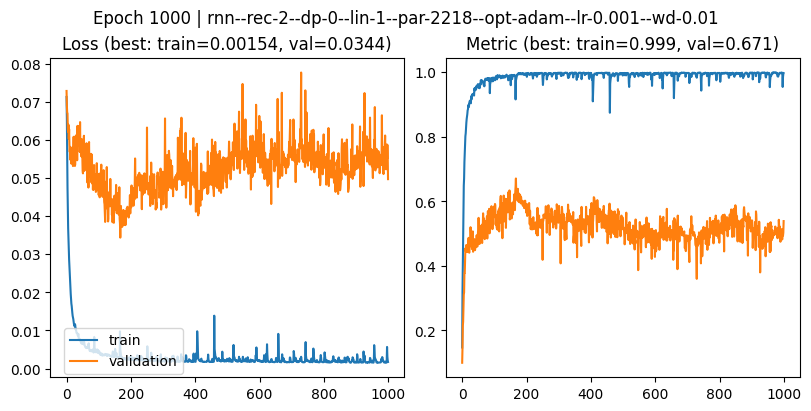 Epoch 1000 | rnn--rec-2--dp-0--lin-1--par-2218--opt-adam--lr-0.001--wd-0.01
Loss (best: train=0.00154, val=0.0344)
0.08
0.07
0.06
0.05
0.04
0.03
0.02
0.01
0.00
train
validation
0 200 400 600 800 1000
Metric (best: train=0.999, val=0.671)
1.0
0.8
0.6
0.4
0.2
0 200 400 600 800 1000